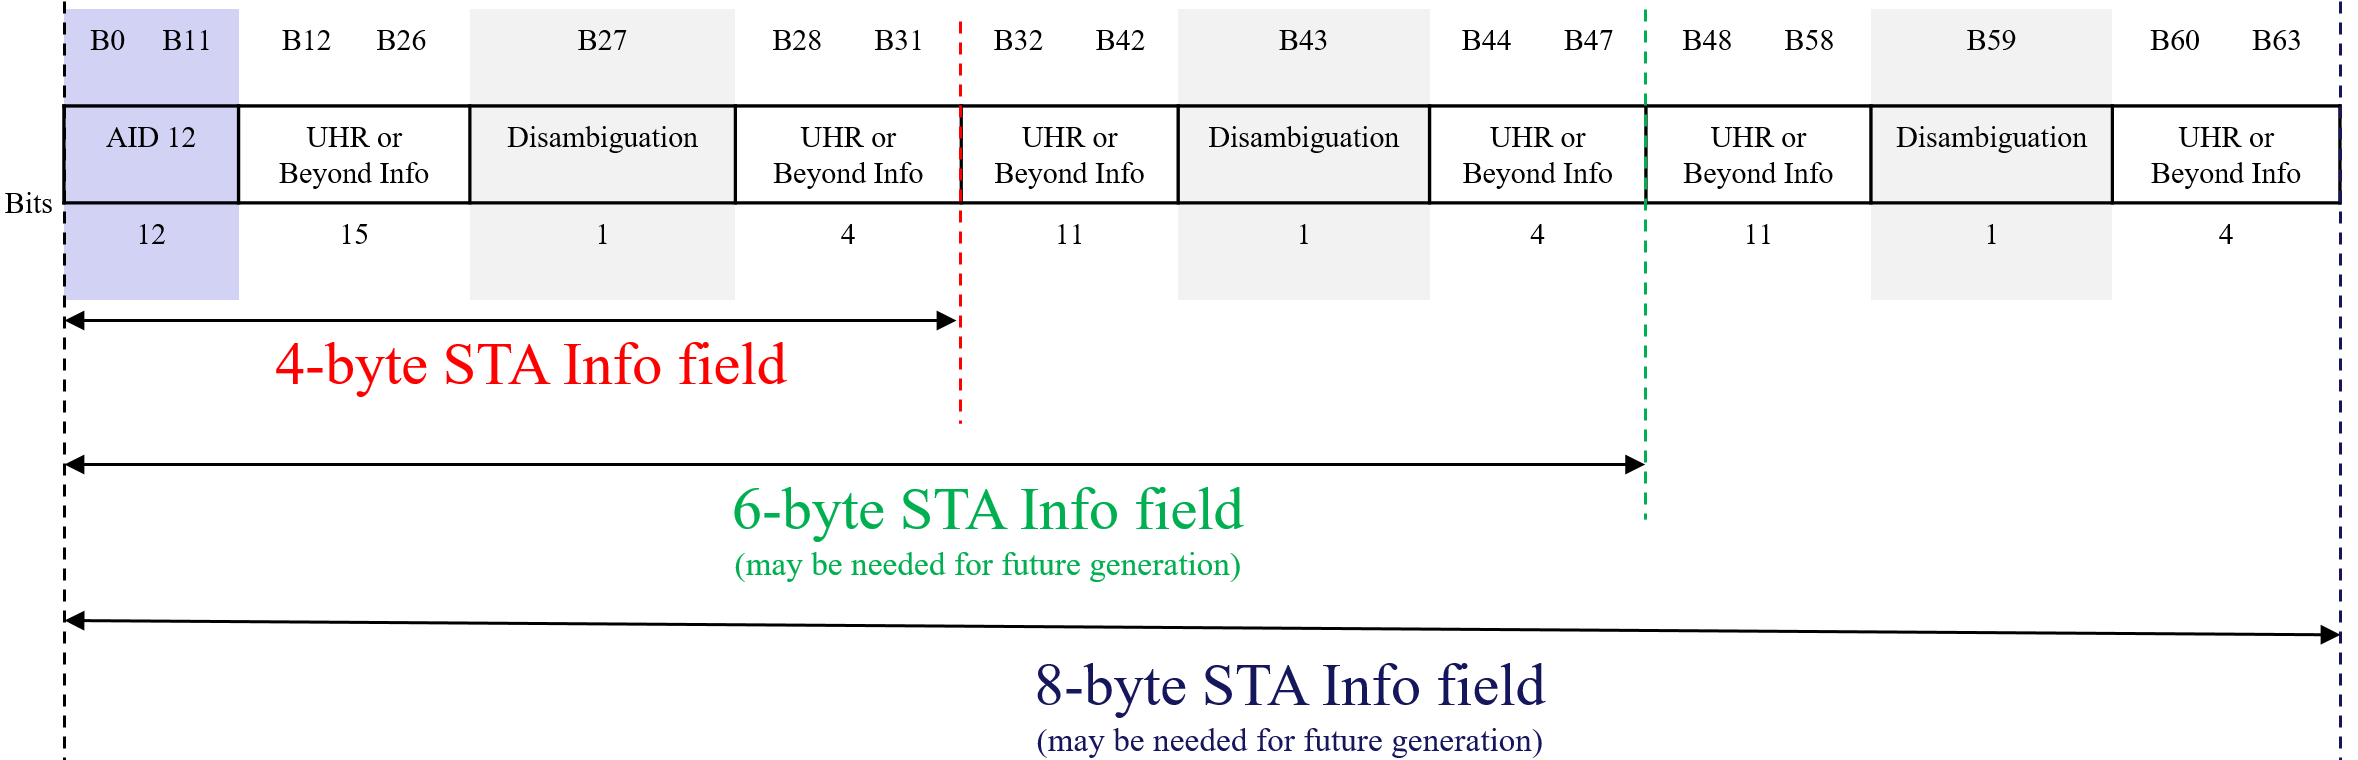 B0 B11 B12 B26 B27 B28 B31 B32 B42 B43 B44 B47 B48 B58 B59 B60 B63
AID 12 UHR or Disambiguation UHR or UHR or Disambiguation UHR or UHR or Disambiguation UHR or
Beyond Info Beyond Info Beyond Info Beyond Info Beyond Info Beyond Info
Bits
12 15 1 4 11 1 4 11 1 4
4-byte STA Info field
6-byte STA Info field
(may be needed for future generation)
8-byte STA Info field
(may be needed for future generation)